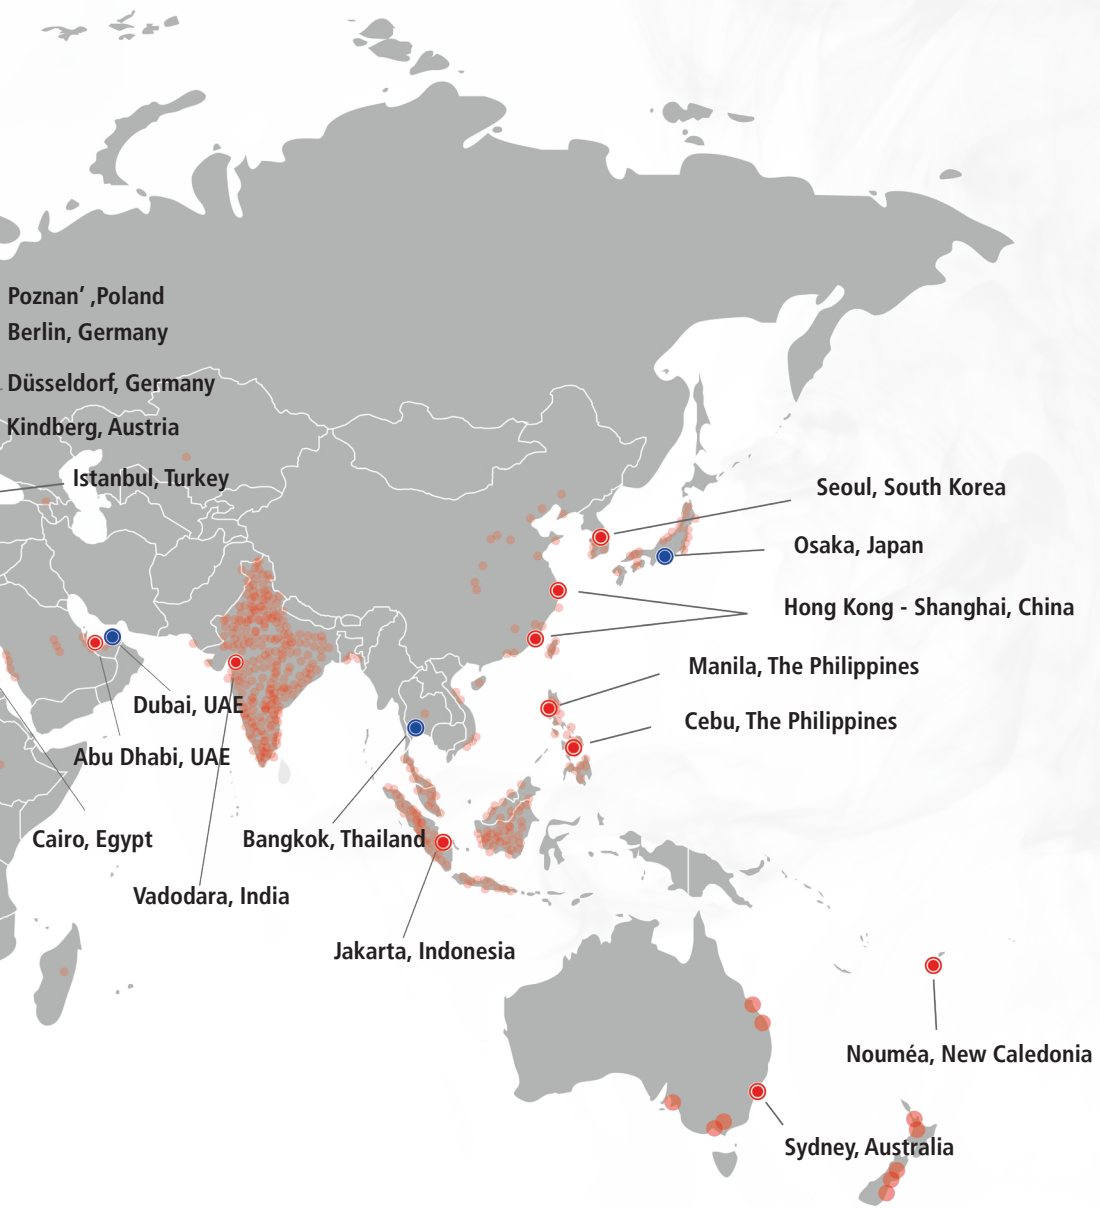 Poznan’ ,Poland
Berlin, Germany
Düsseldorf, Germany
Kindberg, Austria
Istanbul, Turkey
Seoul, South Korea
Osaka, Japan
Hong Kong - Shanghai, China
Manila, The Philippines
Dubai, UAE
Cebu, The Philippines
Abu Dhabi, UAE
Cairo, Egypt
Bangkok, Thailand
Vadodara, India
Jakarta, Indonesia
Nouméa, New Caledonia
Sydney, Australia